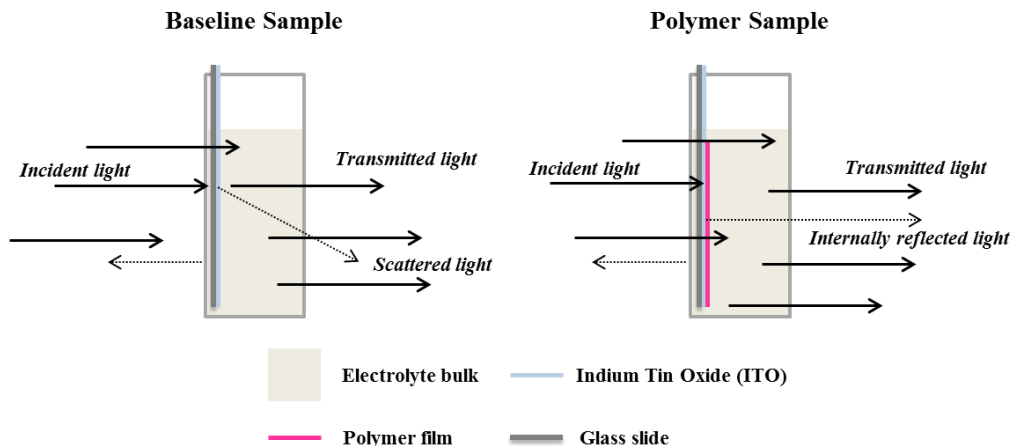 Baseline Sample
Polymer Sample
Incident light
Transmitted light
Scattered light
Incident light
Transmitted light
Internally reflected light
Electrolyte bulk
Indium Tin Oxide (ITO)
Polymer film
Glass slide